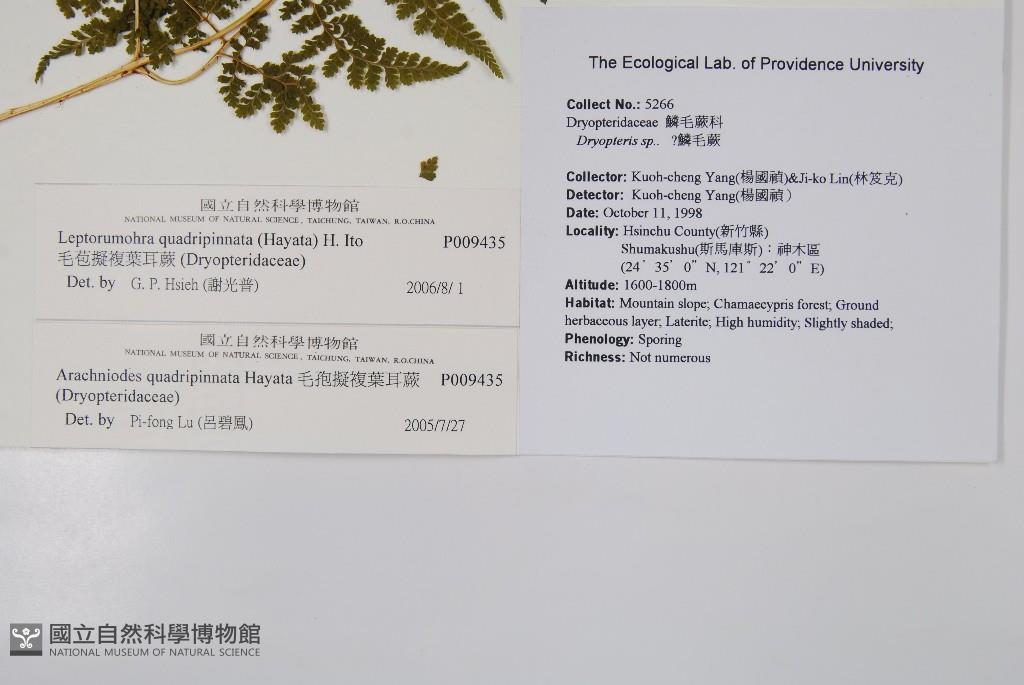 國立自然科學博物館
NATIONAL MUSEUM OF NATURAL SCIENCE, TAICHUNG, TAIWAN, R.O.CHINA
Leptorumohra quadripinnata (Hayata) H. Ito P009435
毛苞擬複葉耳蕨 (Dryopteridaceae)
Det. by G. P. Hsieh (謝光普) 2006/8/ 1
國立自然科學博物館
NATIONAL MUSEUM OF NATURAL SCIENCE, TAICHUNG, TAIWAN, R.O.CHINA
Arachniodes quadripinnata Hayata 毛孢擬複葉耳蕨 P009435
(Dryopteridaceae)
Det. by Pi-fong Lu (呂碧鳳) 2005/7/27
The Ecological Lab. of Providence University
Collect No.: 5266
Dryopteridaceae 鱗毛蕨科
Dryopteris sp.. ?鱗毛蕨
Collector: Kuoh-cheng Yang(楊國禎)&Ji-ko Lin(林笈克)
Detector: Kuoh-cheng Yang(楊國禎)
Date: October 11, 1998
Locality: Hsinchu County(新竹縣)
Shumakushu(斯馬庫斯)：神木區
(24° 35' 0" N, 121° 22' 0" E)
Altitude: 1600-1800m
Habitat: Mountain slope; Chamaecypris forest; Ground
herbaceous layer; Laterite; High humidity; Slightly shaded;
Phenology: Sporing
Richness: Not numerous
國立自然科學博物館
NATIONAL MUSEUM OF NATURAL SCIENCE